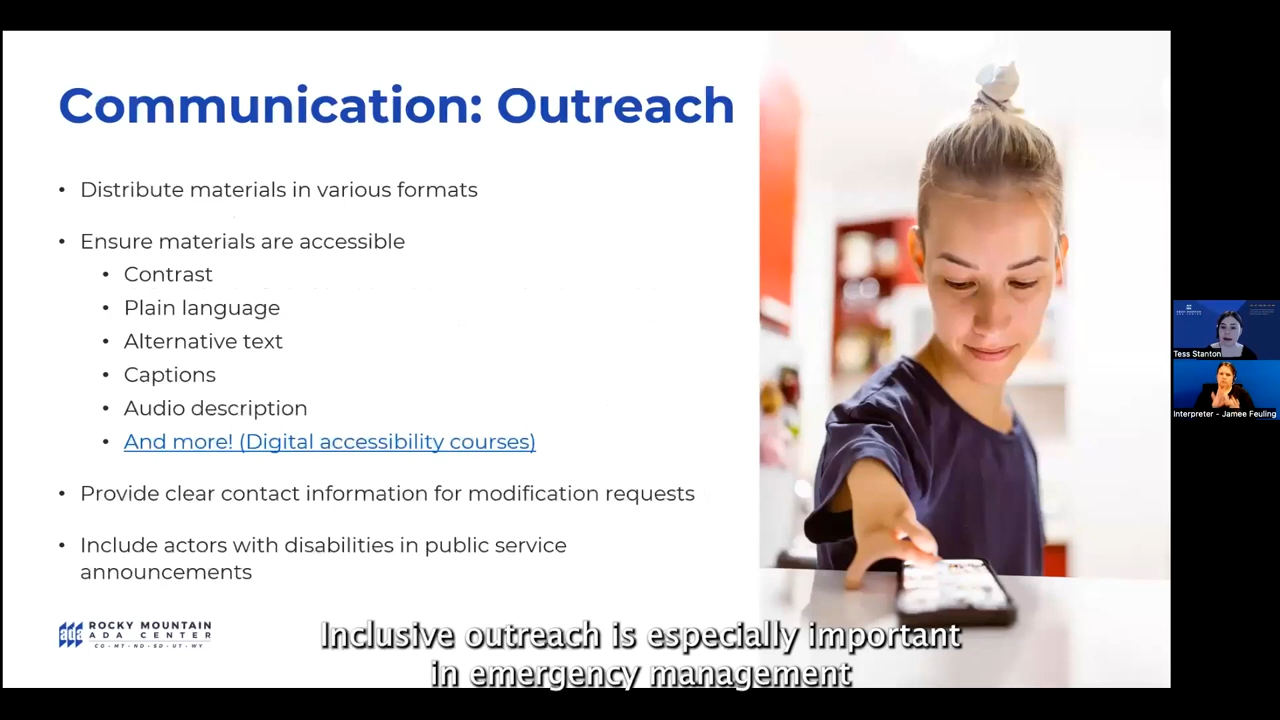 Communication: Outreach
• Distribute materials in various formats
• Ensure materials are accessible
• Contrast
• Plain language
• Alternative text
• Captions
• Audio description
• And more! (Digital accessibility courses)
• Provide clear contact information for modification requests
• Include actors with disabilities in public service
announcements
ROCKY MOUNTAIN
ADA CENTER
CO · MT · ND · SD · UT · WY
ada
Inclusive outreach is especially important
in emergency management
Tess Stanton
Interpreter - Jamee Feuling